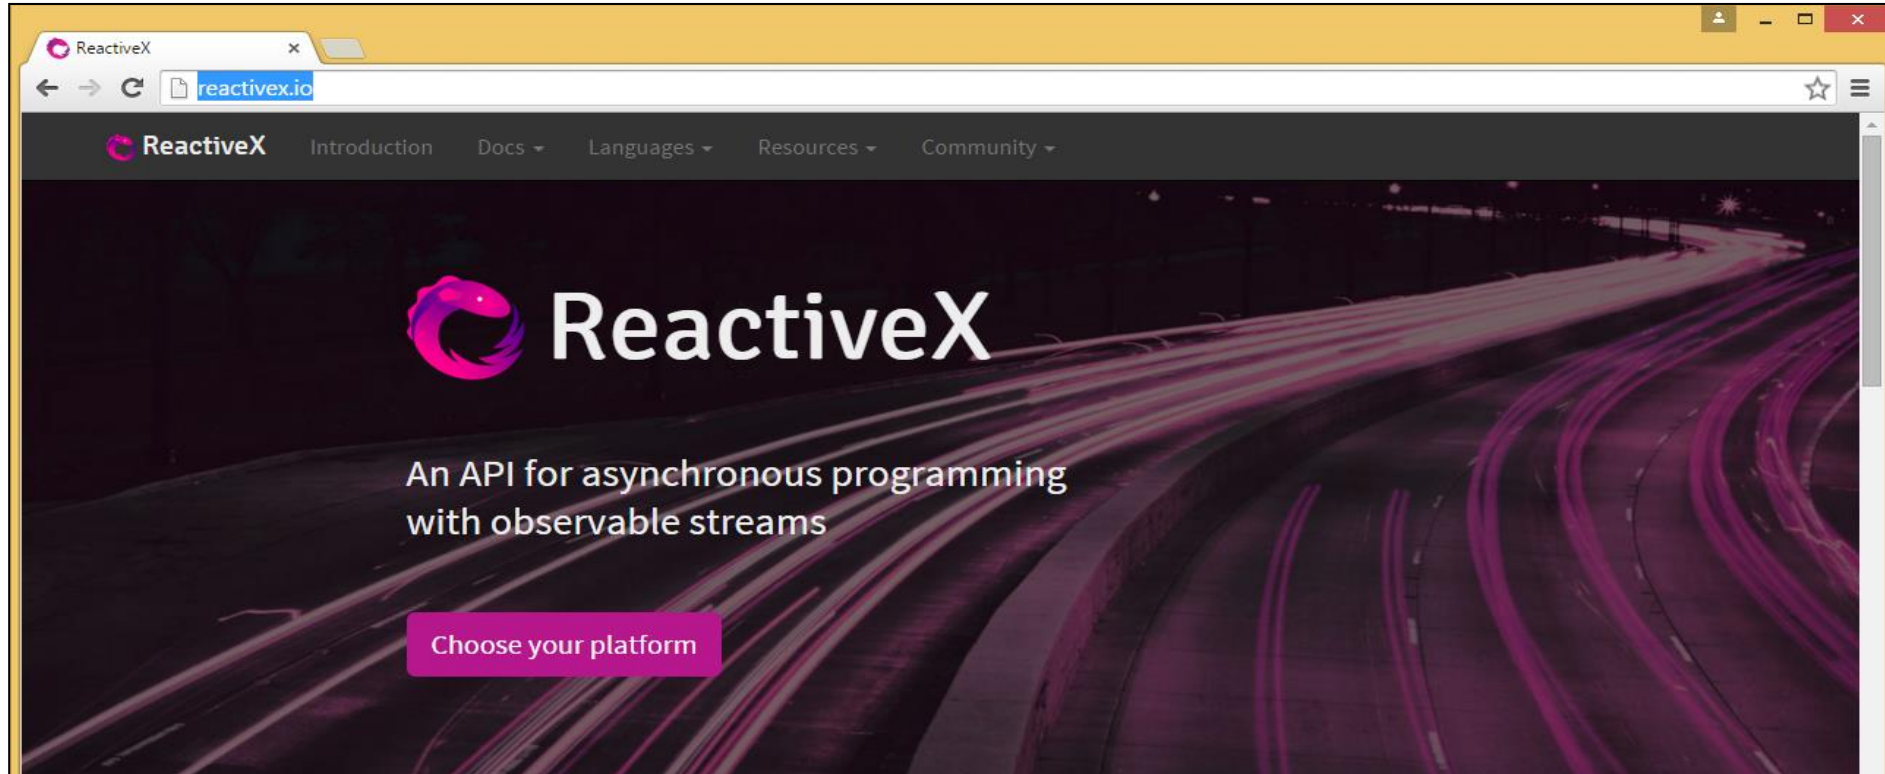 ReactiveX
reactivex.io
ReactiveX Introduction Docs Languages Resources Community
ReactiveX
An API for asynchronous programming
with observable streams
Choose your platform